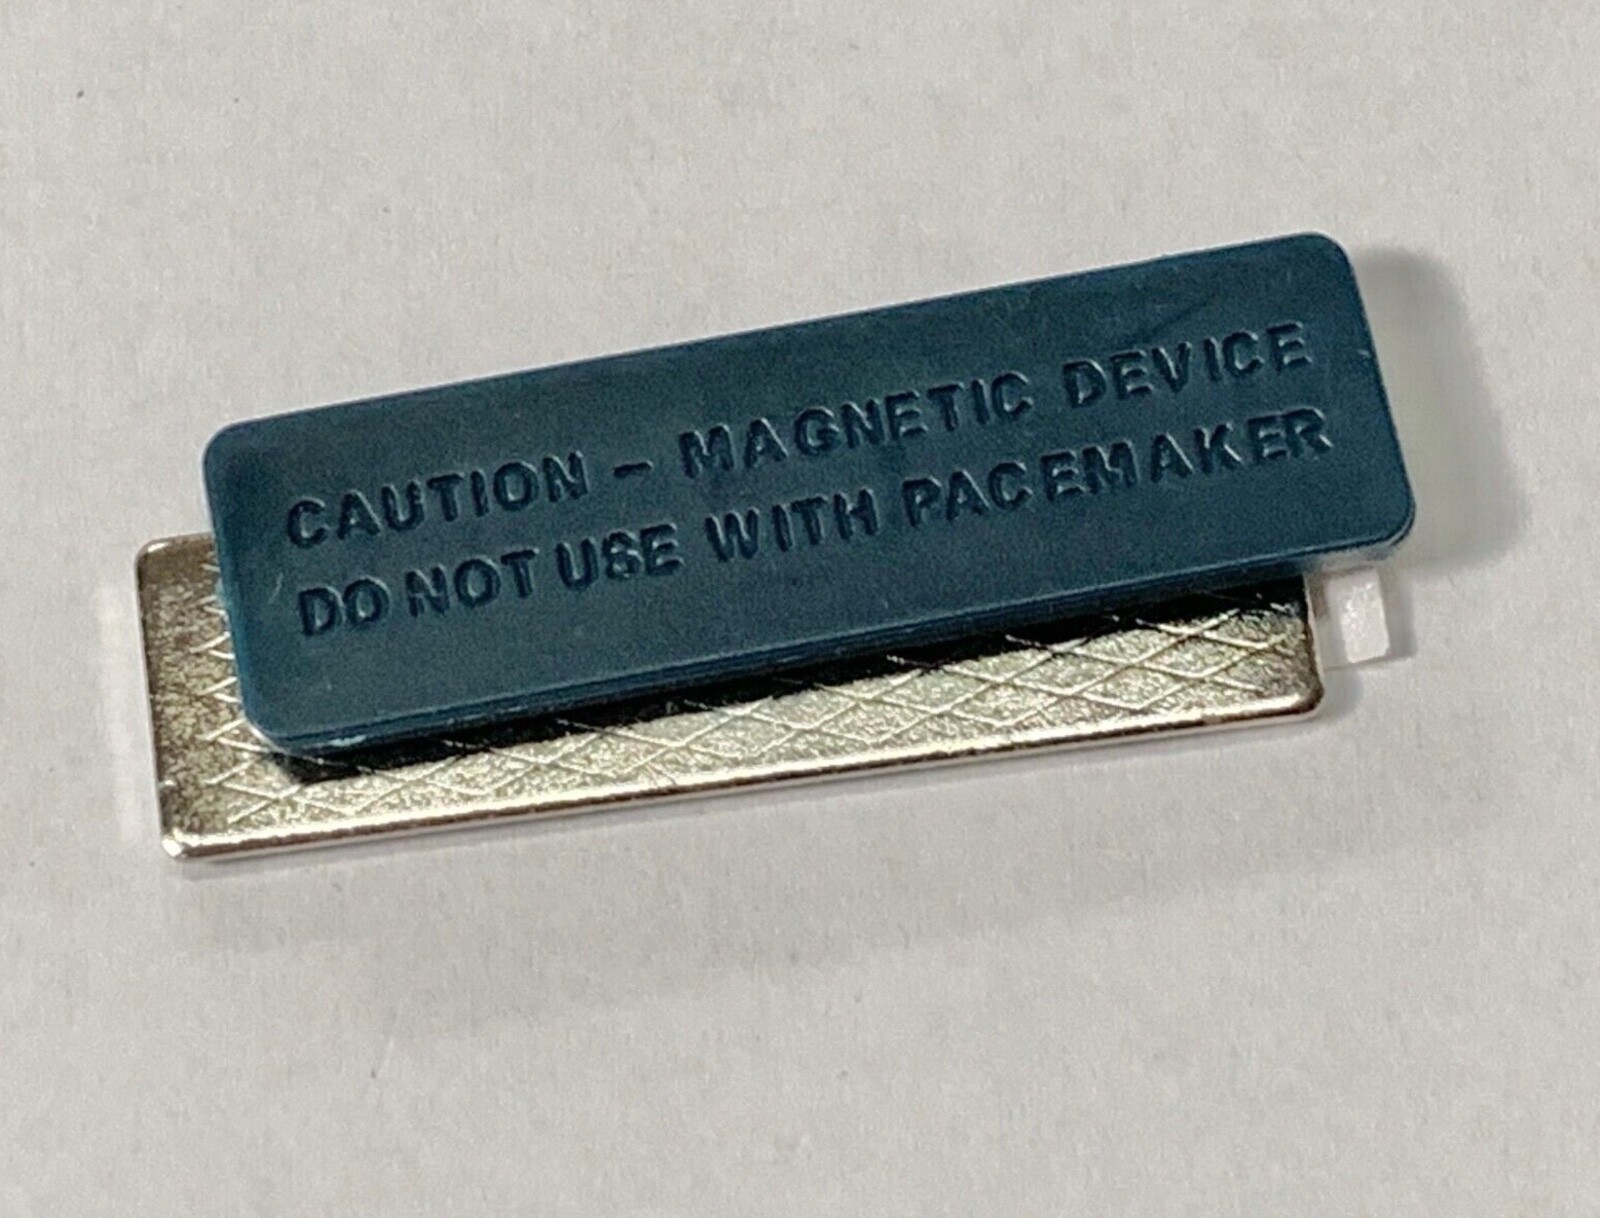 CAUTION - MAGNETIC DEVICE
DO NOT USE WITH PACEMAKER